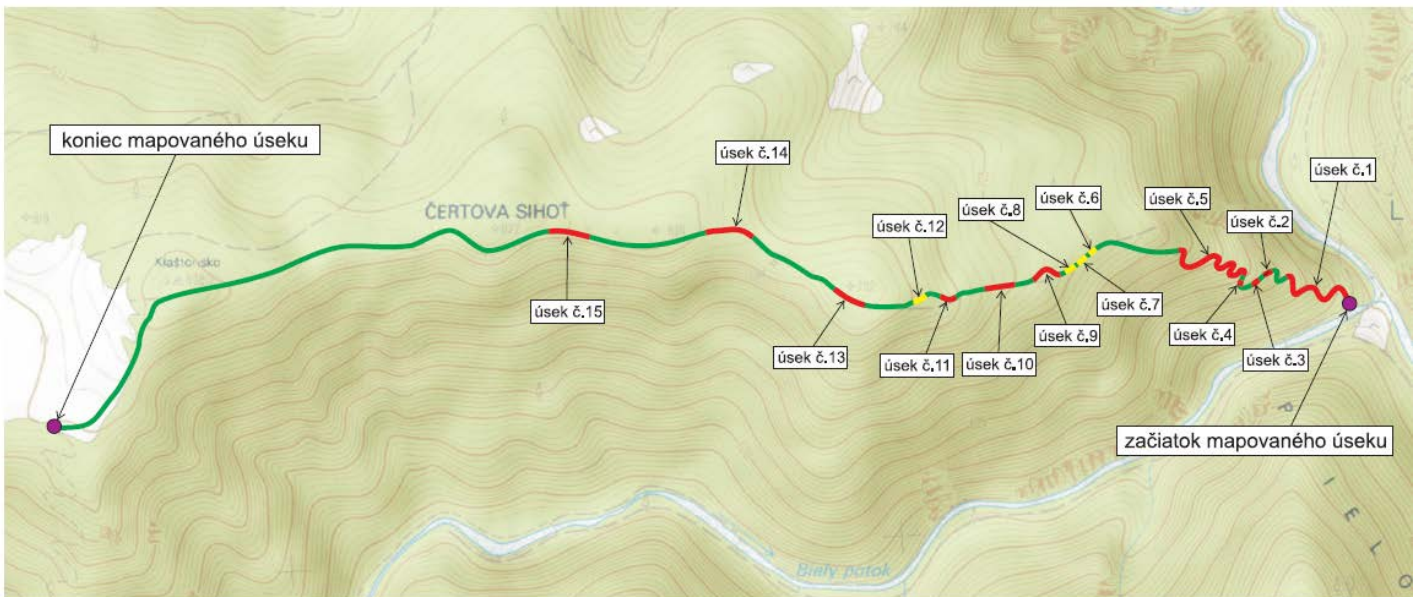 koniec mapovaného úseku
úsek č.14
úsek č.1
úsek č.6
úsek č.5
úsek č.8
úsek č.2
úsek č.12
ČERTOVA SIHOŤ
Kláštorisko
úsek č.7
úsek č.15
úsek č.9
úsek č.4
úsek č.13
úsek č.11
úsek č.10
úsek č.3
začiatok mapovaného úseku
Biely potok
L
P
I
E
L
O